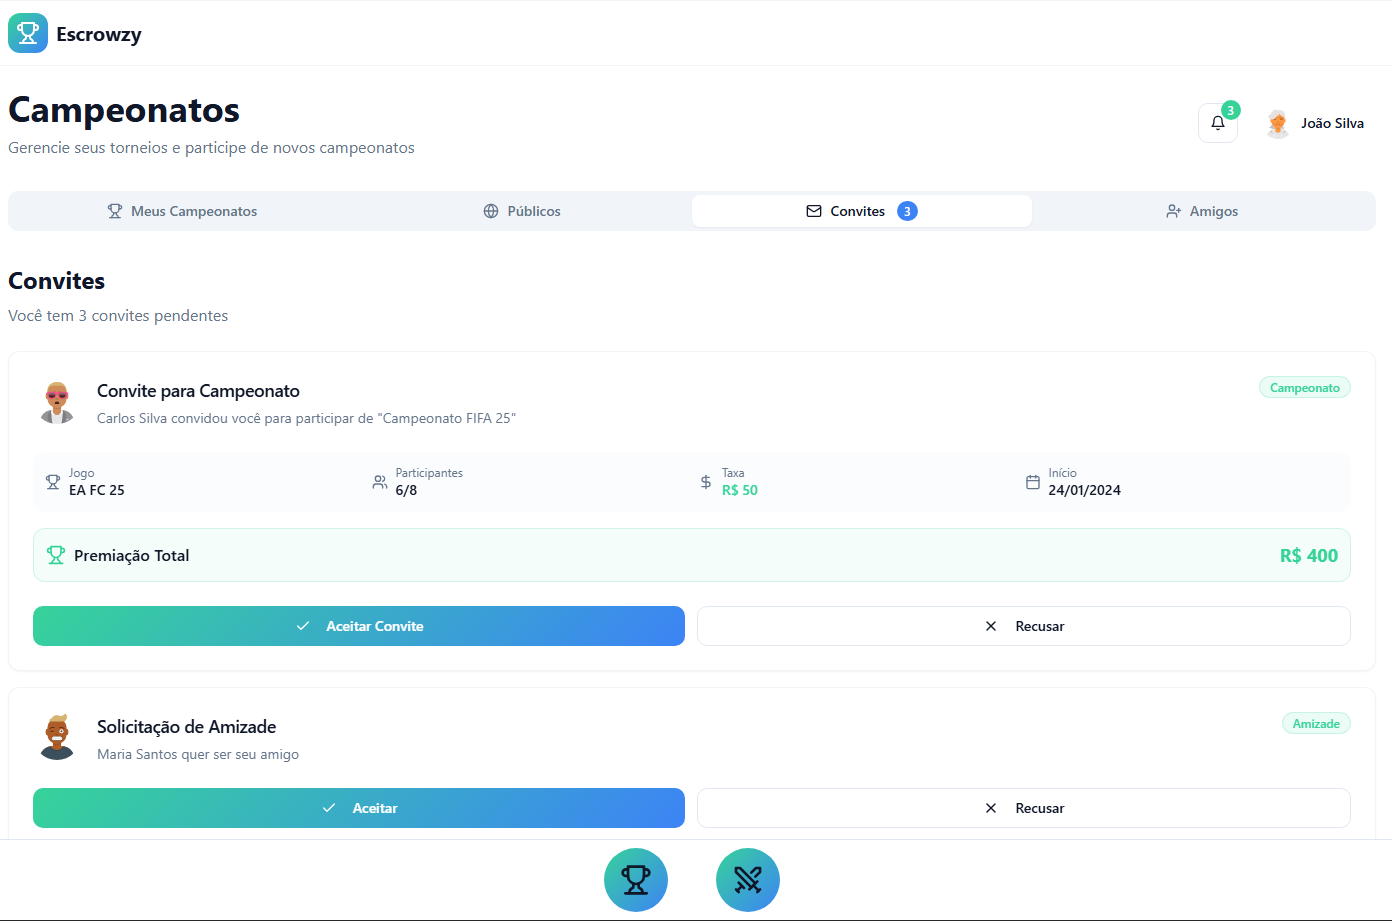 Escrowzy
Campeonatos
Gerencie seus torneios e participe de novos campeonatos
3
João Silva
Meus Campeonatos
Públicos
Convites 3
Amigos
Convites
Você tem 3 convites pendentes
Convite para Campeonato
Campeonato
Carlos Silva convidou você para participar de "Campeonato FIFA 25"
Jogo
EA FC 25
Participantes
6/8
Taxa
R$ 50
Início
24/01/2024
Premiação Total
R$ 400
Aceitar Convite
Recusar
Solicitação de Amizade
Amizade
Maria Santos quer ser seu amigo
Aceitar
Recusar